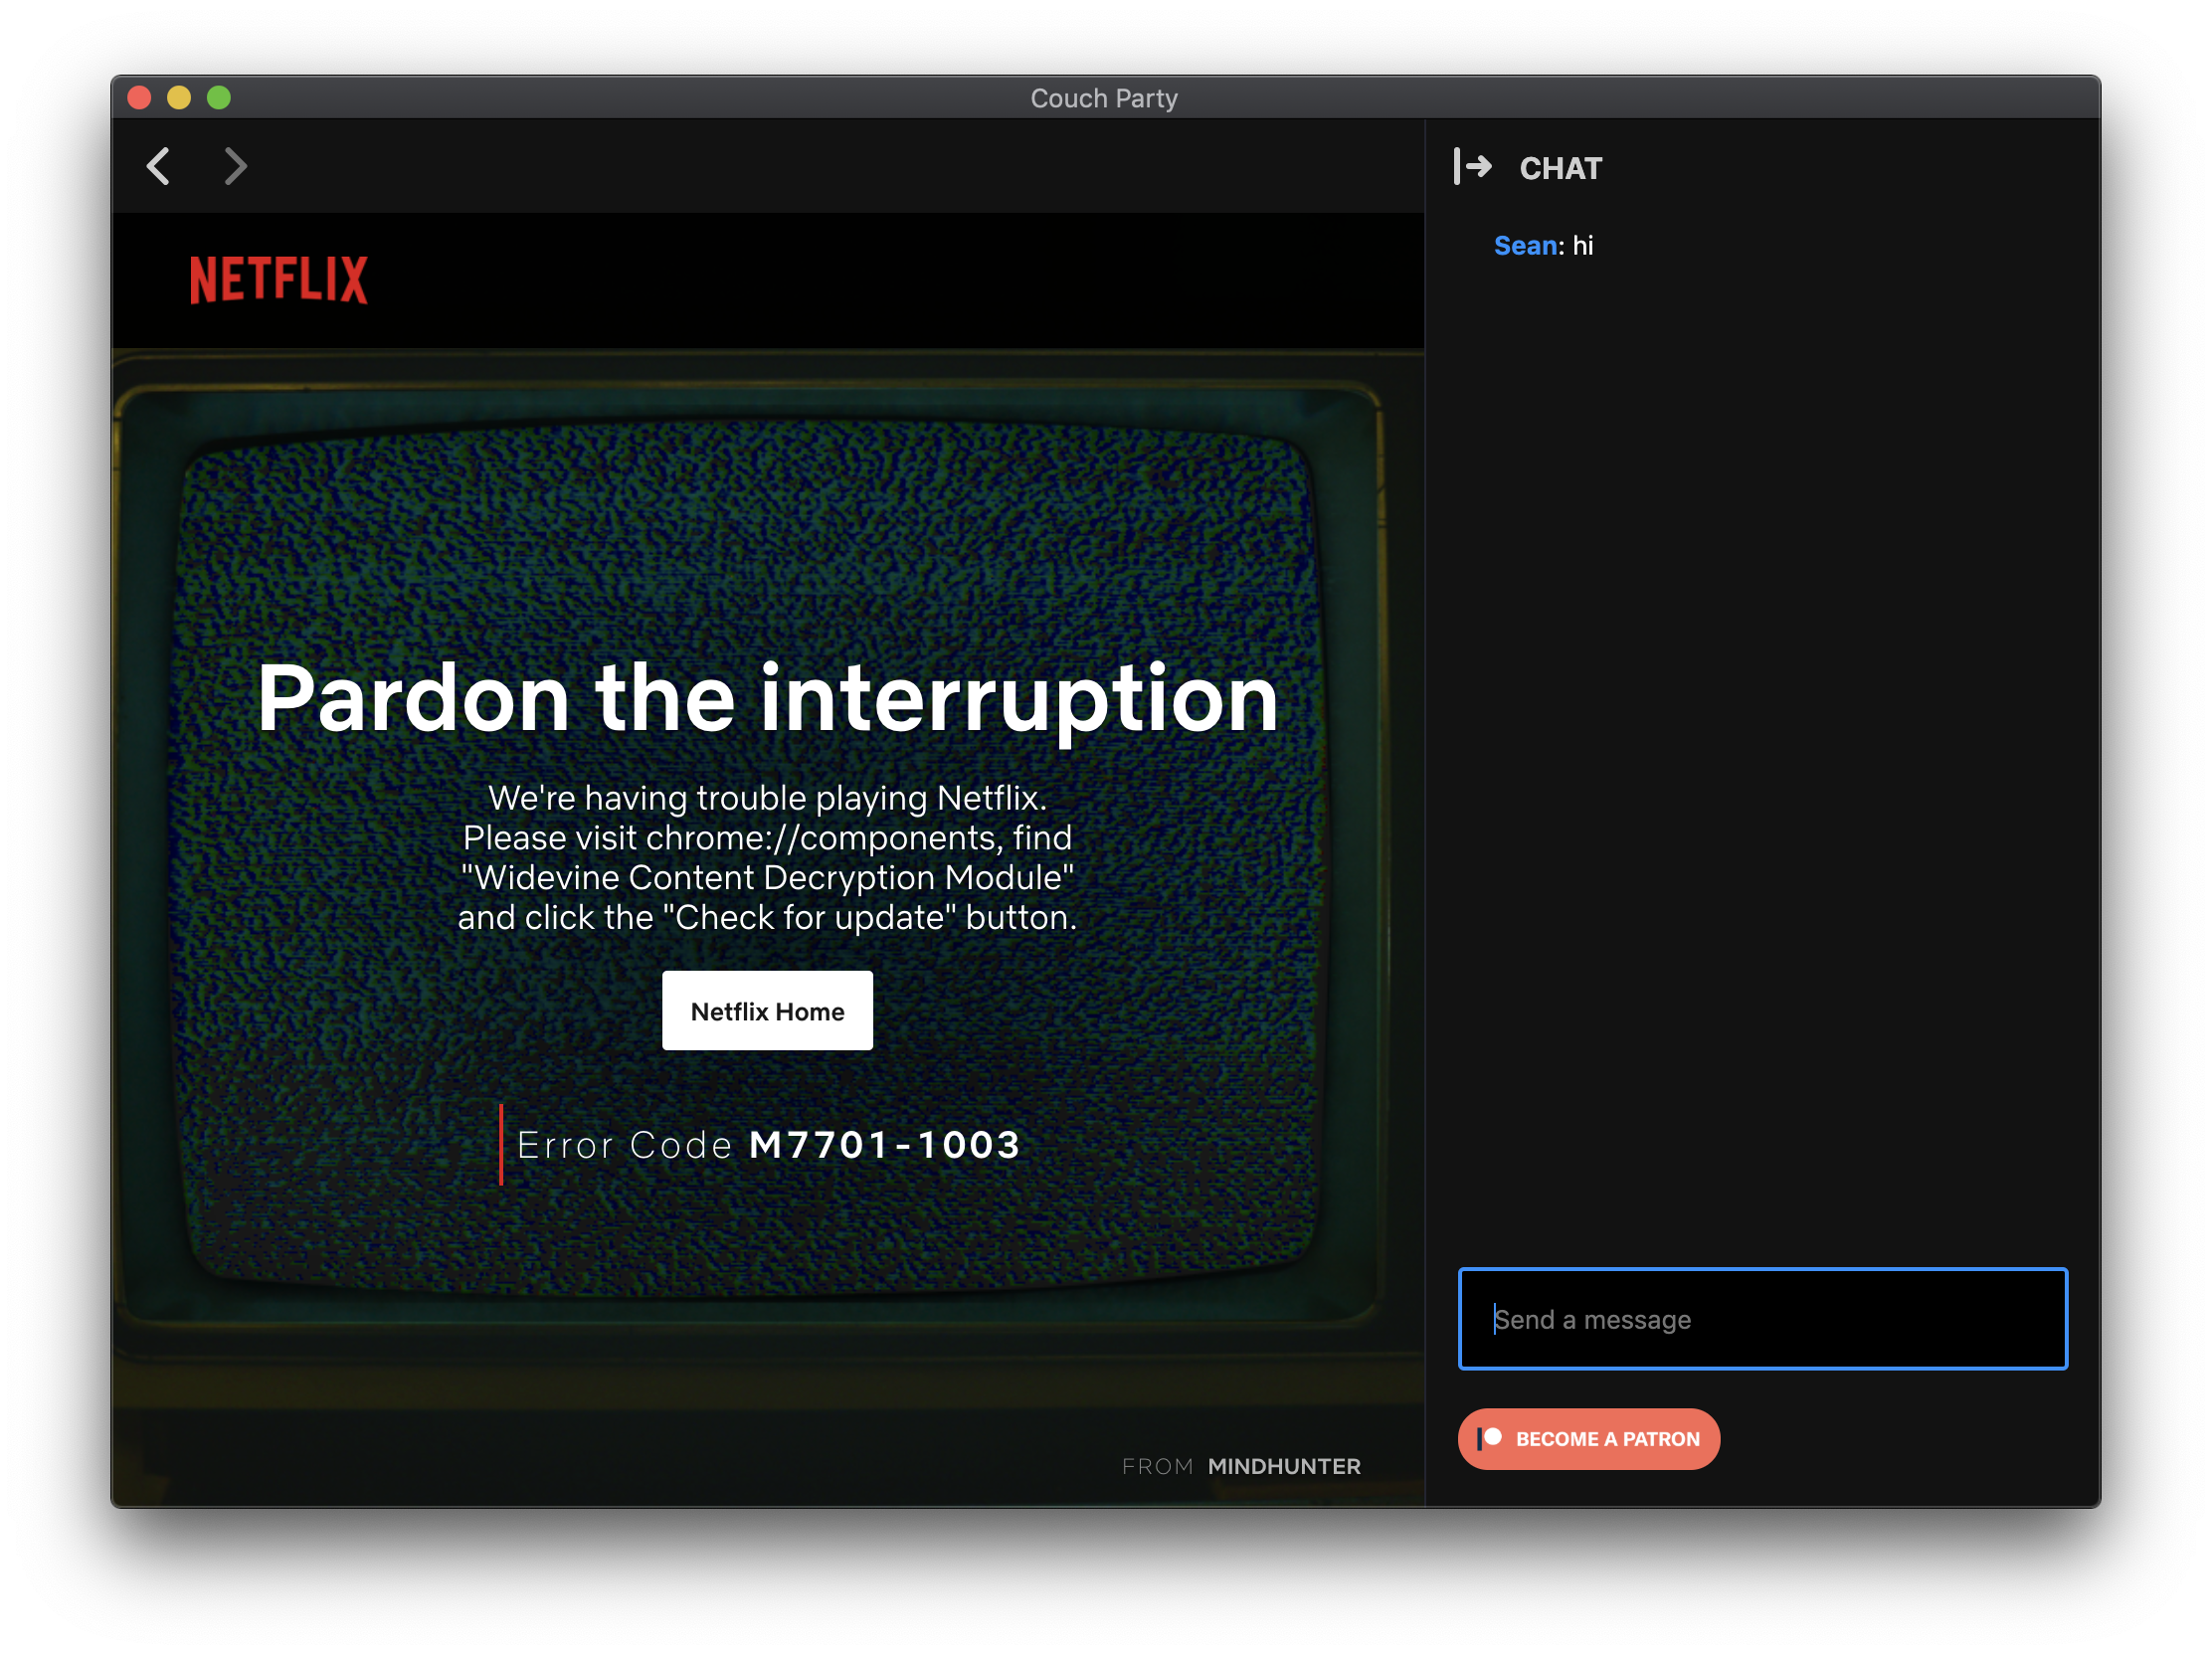 Couch Party
NETFLIX
Pardon the interruption
We're having trouble playing Netflix.
Please visit chrome://components, find
"Widevine Content Decryption Module"
and click the "Check for update" button.
Netflix Home
Error Code M7701-1003
FROM MINDHUNTER
CHAT
Sean: hi
Send a message
BECOME A PATRON